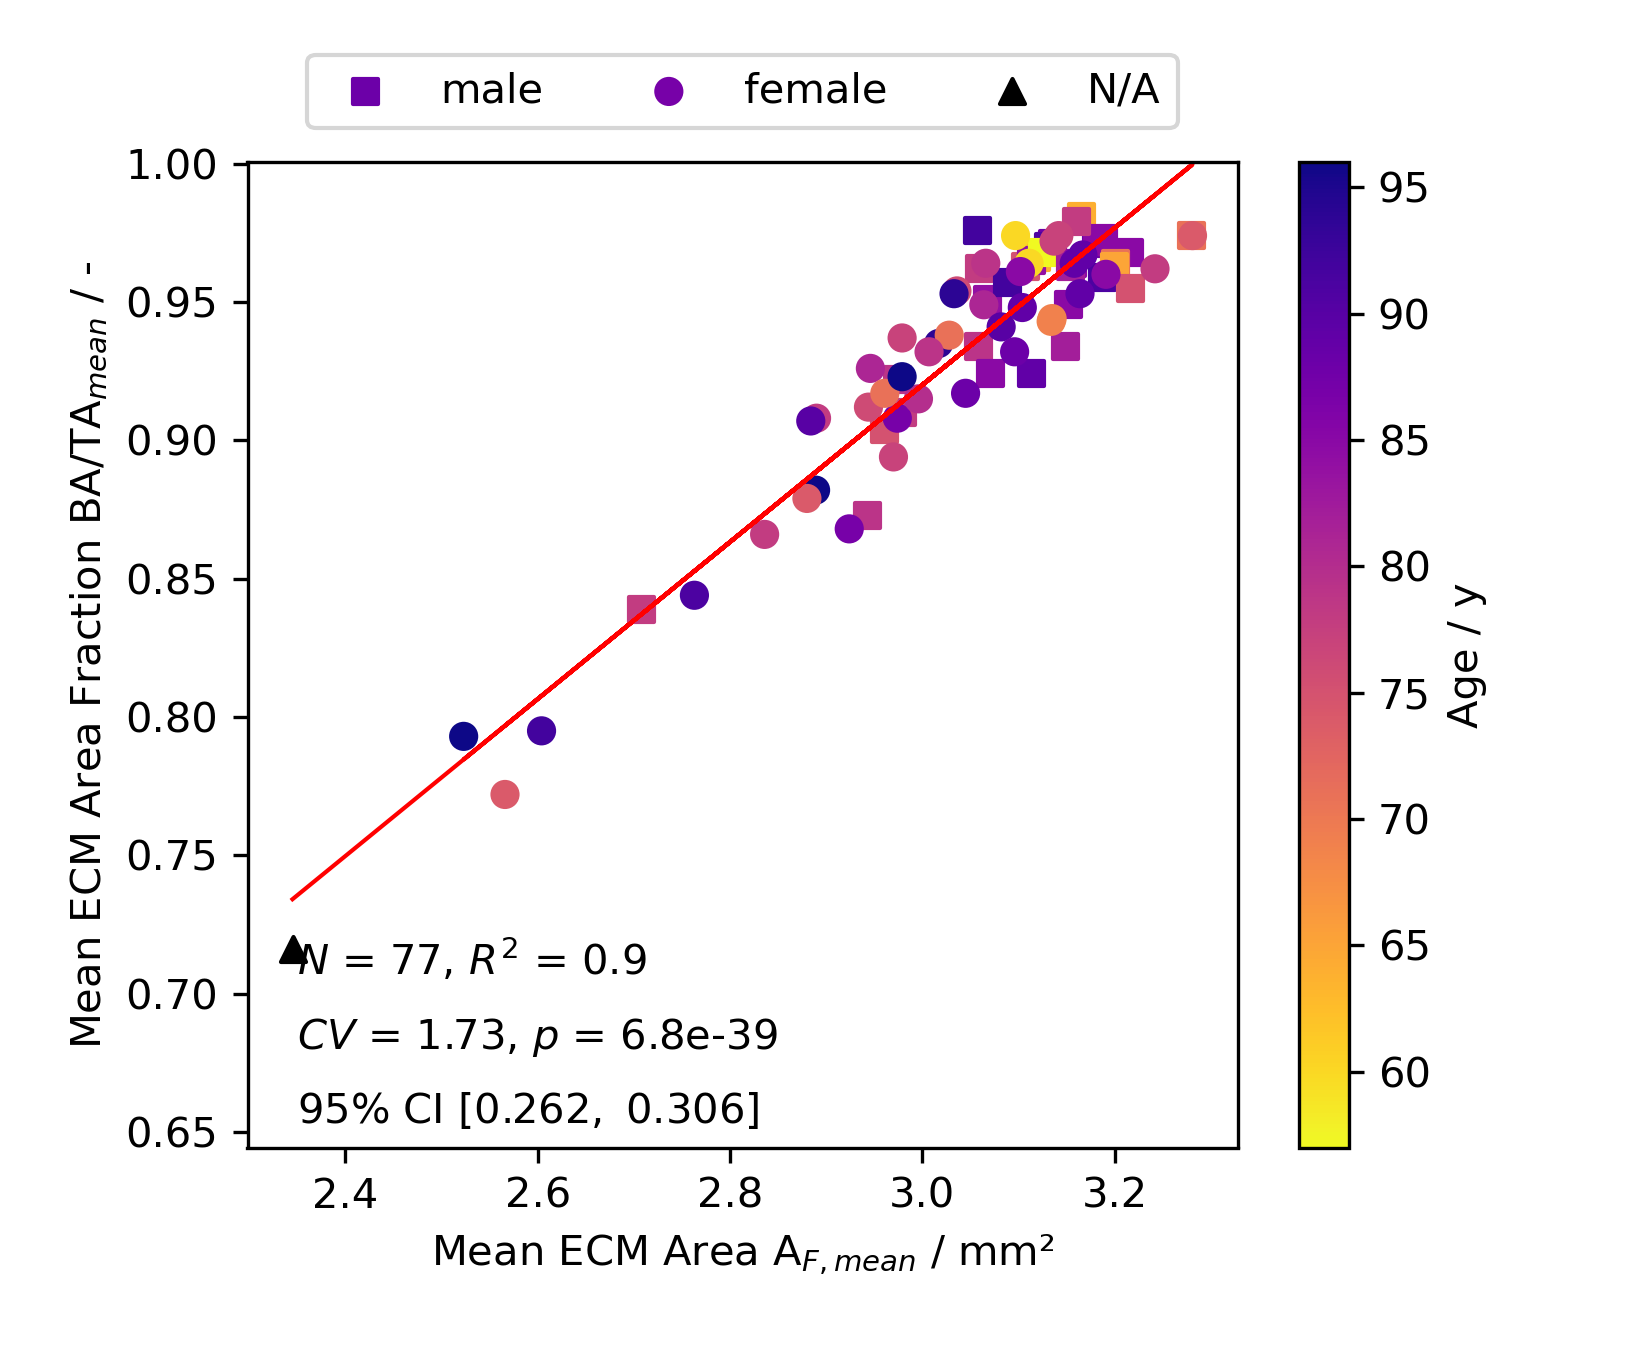 male female N/A
1.00
0.95
0.90
0.85
0.80
0.75
0.70
0.65
Mean ECM Area Fraction BA/TA_mean / -
N = 77, R² = 0.9
CV = 1.73, p = 6.8e-39
95% CI [0.262, 0.306]
2.4 2.6 2.8 3.0 3.2
Mean ECM Area A_F,mean / mm²
95
90
85
80
75
70
65
60
Age / y